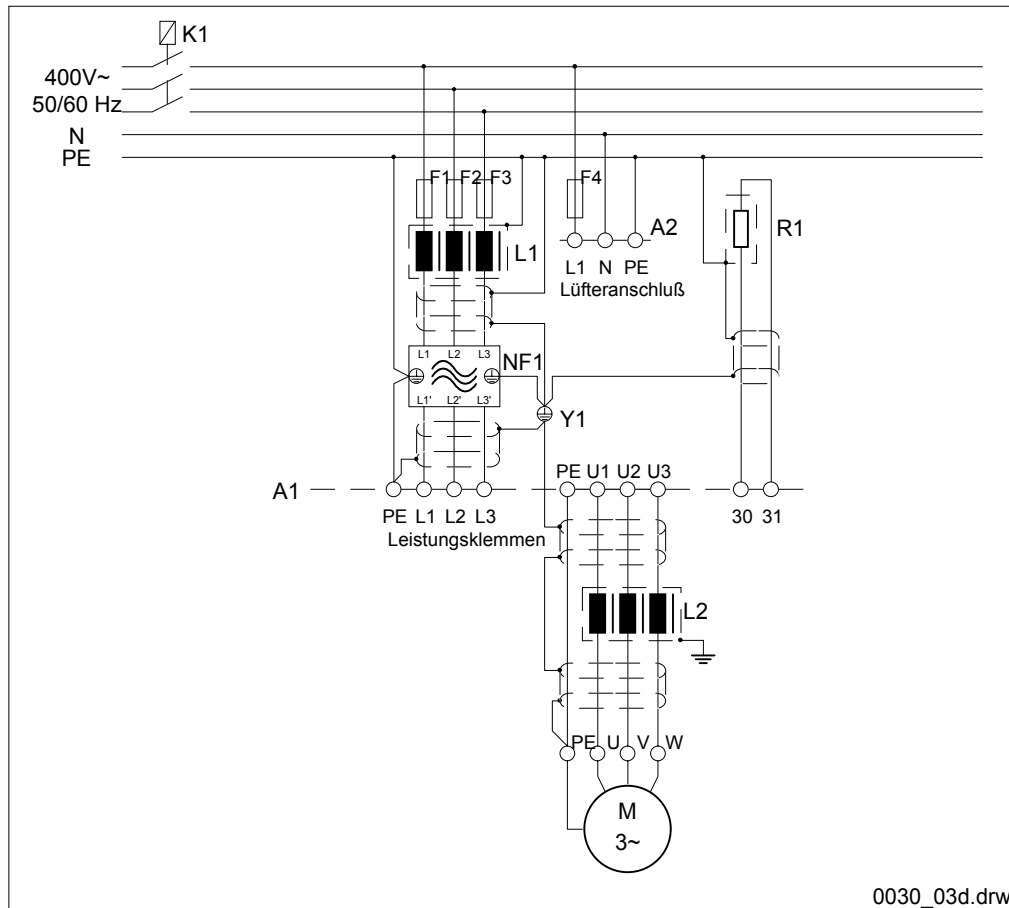 K1
400V~
50/60 Hz
N
PE
F1 F2 F3 F4
L1
A2
R1
L1 N PE
Lüfteranschluß
L1 L2 L3
NF1
L1' L2' L3'
Y1
PE U1 U2 U3
A1
PE L1 L2 L3
30 31
Leistungsklemmen
L2
PE U V W
M
3~
0030_03d.drw